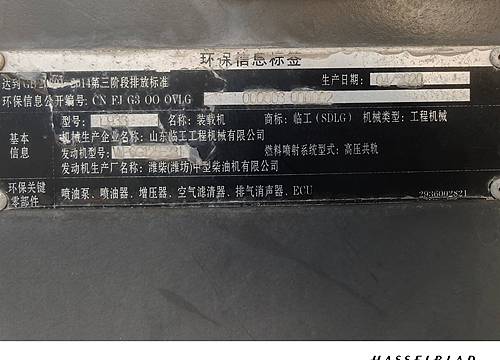 环保信息标签
达到GB 20891-2014第三阶段排放标准 生产日期: 04/2020
环保信息公开编号: CN FJ G3 00 0VLG 000003 000002
型号: L933 名称: 装载机 商标: 临工 (SDLG) 机械类型: 工程机械
基本信息
机械生产企业名称: 山东临工工程机械有限公司
发动机型号: 燃料喷射系统型式: 高压共轨
发动机生产厂名称: 潍柴(潍坊)中型柴油机有限公司
环保关键零部件
喷油泵、喷油器、增压器、空气滤清器、排气消声器、ECU
2936002821
HASSELBLAD